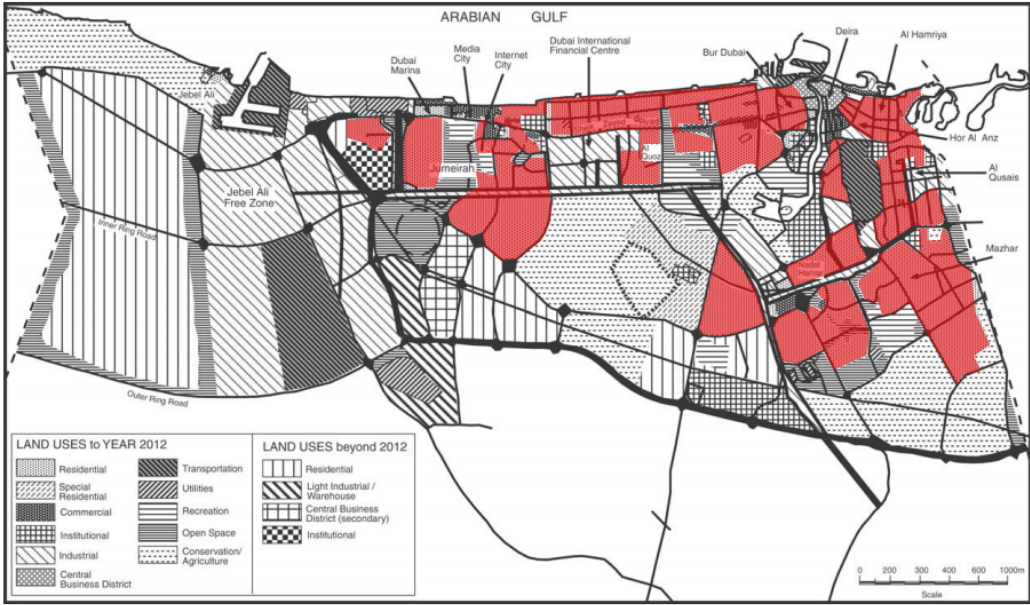 ARABIAN GULF
Dubai
Marina
Media
City
Internet
City
Dubai International
Financial Centre
Bur Dubai
Deira
Al Hamriya
Jebel Ali
Hor Al Anz
Al
Quoz
Jumeirah
Al
Qusais
Jebel Ali
Free Zone
Inner Ring Road
Mazhar
Nadal
Hamar
Outer Ring Road
LAND USES to YEAR 2012
Residential
Special
Residential
Commercial
Institutional
Industrial
Central
Business District
Transportation
Utilities
Recreation
Open Space
Conservation/
Agriculture
LAND USES beyond 2012
Residential
Light Industrial /
Warehouse
Central Business
District (secondary)
Institutional
0 200 400 600 1000m
Scale